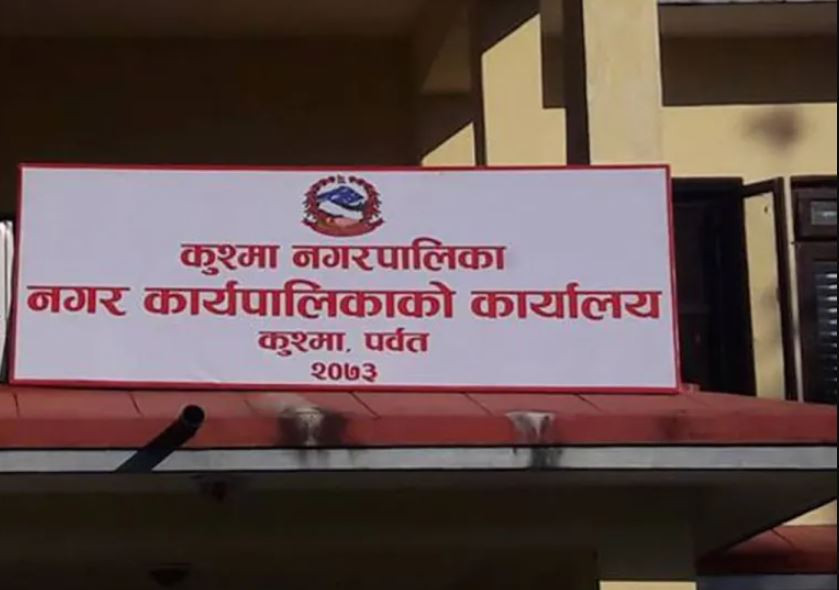 कुश्मा नगरपालिका
नगर कार्यपालिकाको कार्यालय
कुश्मा, पर्वत
२०७३